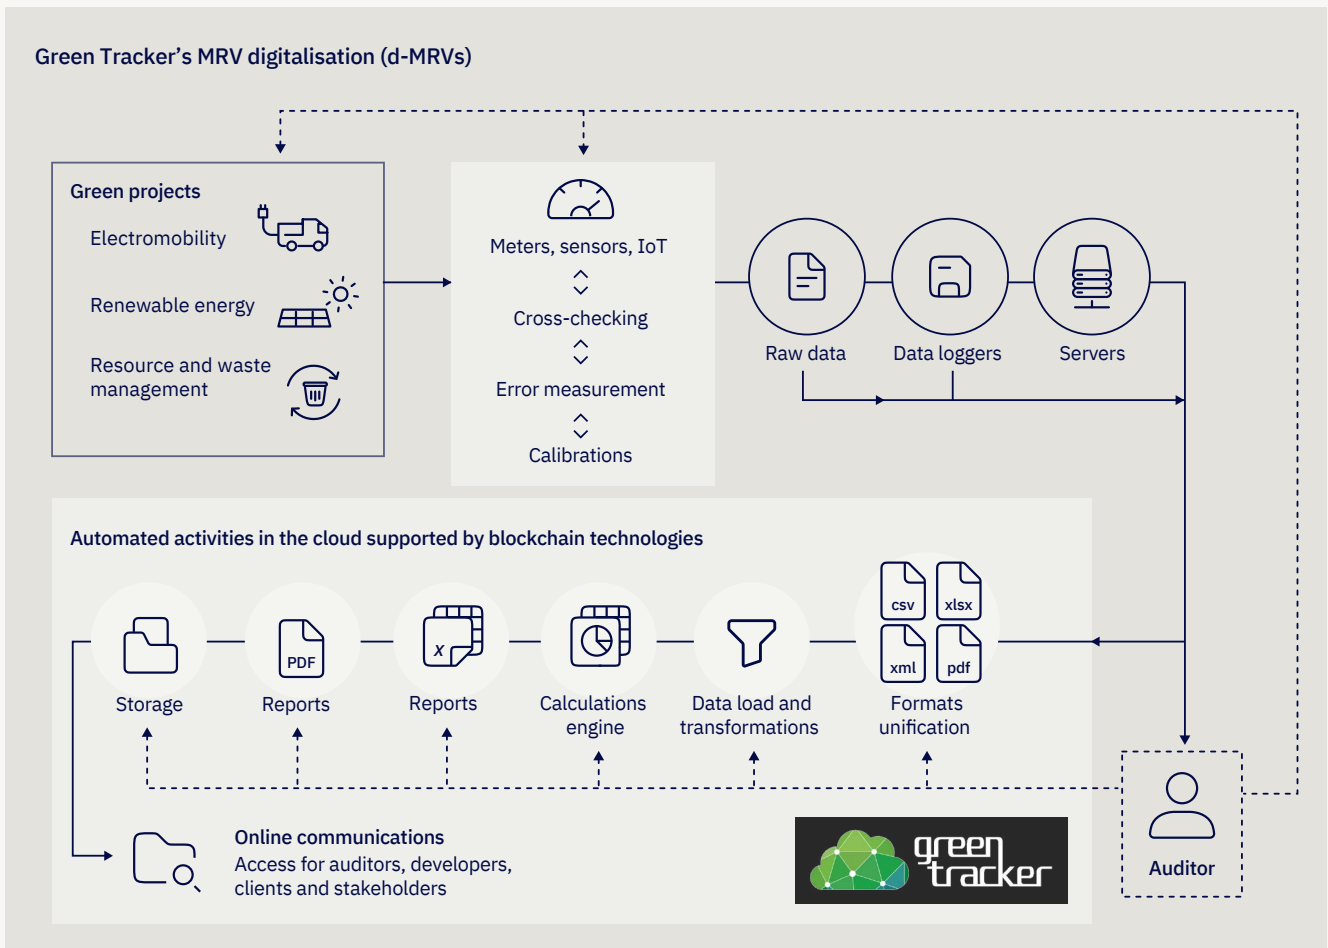 Green Tracker’s MRV digitalisation (d-MRVs)
Green projects
Electromobility
Renewable energy
Resource and waste
management
Meters, sensors, IoT
Cross-checking
Error measurement
Calibrations
Raw data
Data loggers
Servers
Automated activities in the cloud supported by blockchain technologies
PDF
X
csv
xlsx
xml
pdf
Storage
Reports
Reports
Calculations
engine
Data load and
transformations
Formats
unification
Online communications
Access for auditors, developers,
clients and stakeholders
green
tracker
Auditor